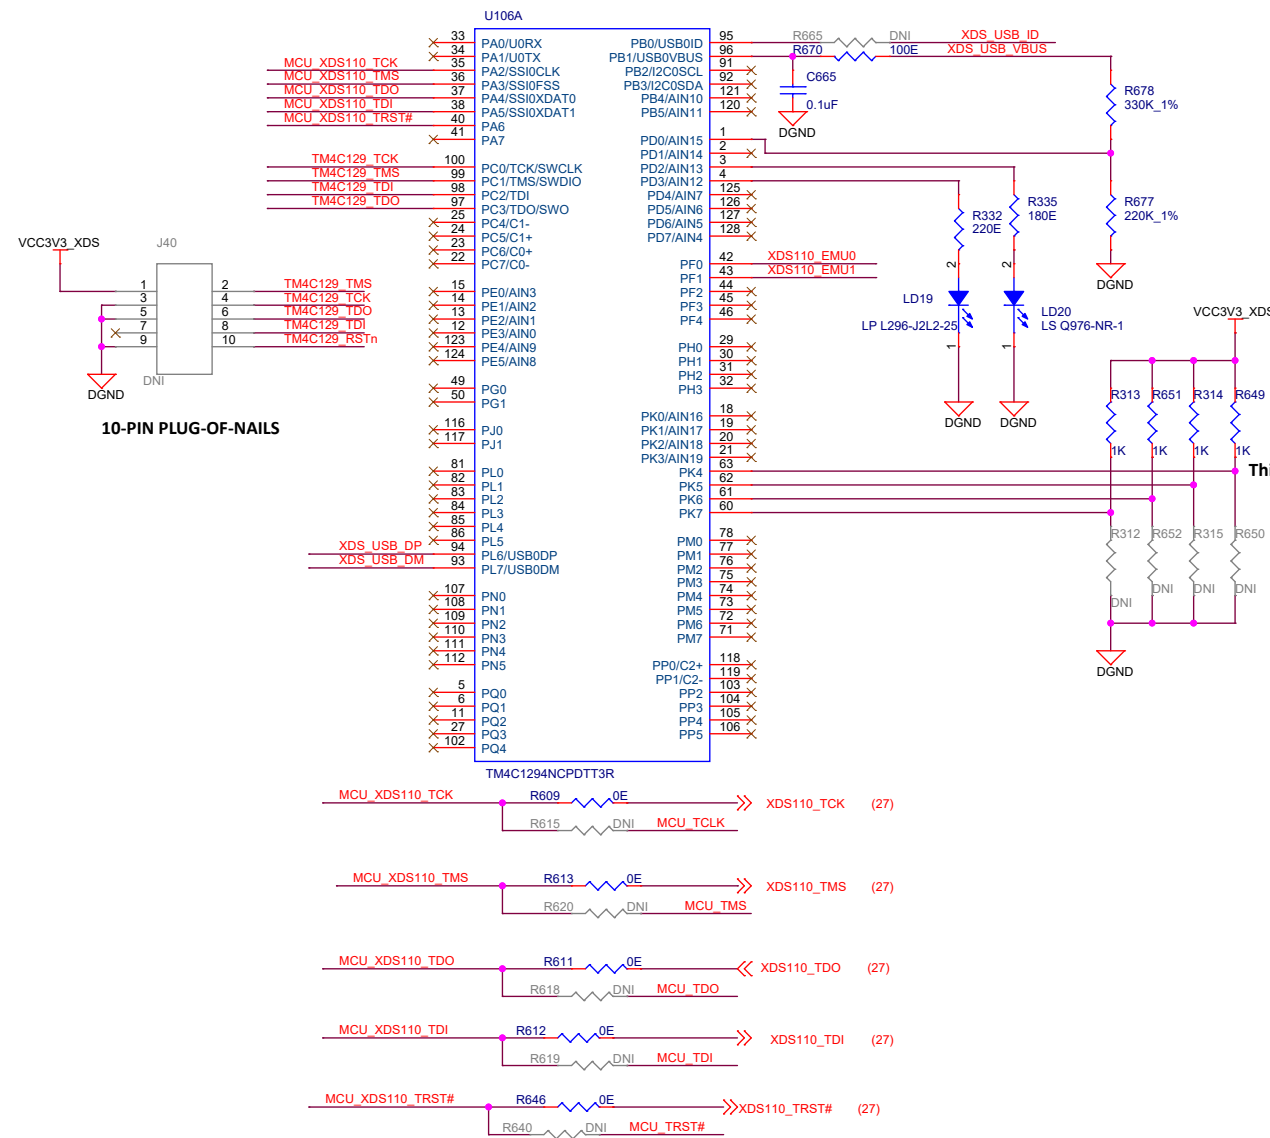 U106A
33 PA0/U0RX
34 PA1/U0TX
MCU_XDS110_TCK 35 PA2/SSI0CLK
MCU_XDS110_TMS 36 PA3/SSI0FSS
MCU_XDS110_TDO 37 PA4/SSI0XDAT0
MCU_XDS110_TDI 38 PA5/SSI0XDAT1
MCU_XDS110_TRST# 40 PA6
41 PA7
TM4C129_TCK 100 PC0/TCK/SWCLK
TM4C129_TMS 99 PC1/TMS/SWDIO
TM4C129_TDI 98 PC2/TDI
TM4C129_TDO 97 PC3/TDO/SWO
25 PC4/C1-
24 PC5/C1+
23 PC6/C0+
22 PC7/C0-
15 PE0/AIN3
14 PE1/AIN2
13 PE2/AIN1
12 PE3/AIN0
123 PE4/AIN9
124 PE5/AIN8
49 PG0
50 PG1
116 PJ0
117 PJ1
81 PL0
82 PL1
83 PL2
84 PL3
85 PL4
86 PL5
XDS_USB_DP 94 PL6/USB0DP
XDS_USB_DM 93 PL7/USB0DM
107 PN0
108 PN1
109 PN2
110 PN3
111 PN4
112 PN5
5 PQ0
6 PQ1
11 PQ2
27 PQ3
102 PQ4
PB0/USB0ID 95 R665 DNI XDS_USB_ID
PB1/USB0VBUS 96 R670 100E XDS_USB_VBUS
PB2/I2C0SCL 91
PB3/I2C0SDA 92
PB4/AIN10 121
PB5/AIN11 120
C665
0.1uF
DGND
R678
330K_1%
PD0/AIN15 1
PD1/AIN14 2
PD2/AIN13 3
PD3/AIN12 4
PD4/AIN7 125
PD5/AIN6 126
PD6/AIN5 127
PD7/AIN4 128
R332
220E
R335
180E
R677
220K_1%
DGND
PF0 42 XDS110_EMU0
PF1 43 XDS110_EMU1
PF2 44
PF3 45
PF4 46
2
2
LD19
LP L296-J2L2-25
LD20
LS Q976-NR-1
1
1
DGND
DGND
PH0 29
PH1 30
PH2 31
PH3 32
PK0/AIN16 18
PK1/AIN17 19
PK2/AIN18 20
PK3/AIN19 21
PK4 63
PK5 62
PK6 61
PK7 60
VCC3V3_XDS
R313 R651 R314 R649
1K 1K 1K 1K
Thi
R312 R652 R315 R650
DNI DNI DNI DNI
DGND
PM0 78
PM1 77
PM2 76
PM3 75
PM4 74
PM5 73
PM6 72
PM7 71
PP0/C2+ 118
PP1/C2- 119
PP2 103
PP3 104
PP4 105
PP5 106
TM4C1294NCPDTT3R
VCC3V3_XDS
J40
1 2 TM4C129_TMS
3 4 TM4C129_TCK
5 6 TM4C129_TDO
7 8 TM4C129_TDI
9 10 TM4C129_RSTn
DNI
DGND
10-PIN PLUG-OF-NAILS
MCU_XDS110_TCK R609 0E XDS110_TCK (27)
R615 DNI MCU_TCLK
MCU_XDS110_TMS R613 0E XDS110_TMS (27)
R620 DNI MCU_TMS
MCU_XDS110_TDO R611 0E XDS110_TDO (27)
R618 DNI MCU_TDO
MCU_XDS110_TDI R612 0E XDS110_TDI (27)
R619 DNI MCU_TDI
MCU_XDS110_TRST# R646 0E XDS110_TRST# (27)
R640 DNI MCU_TRST#